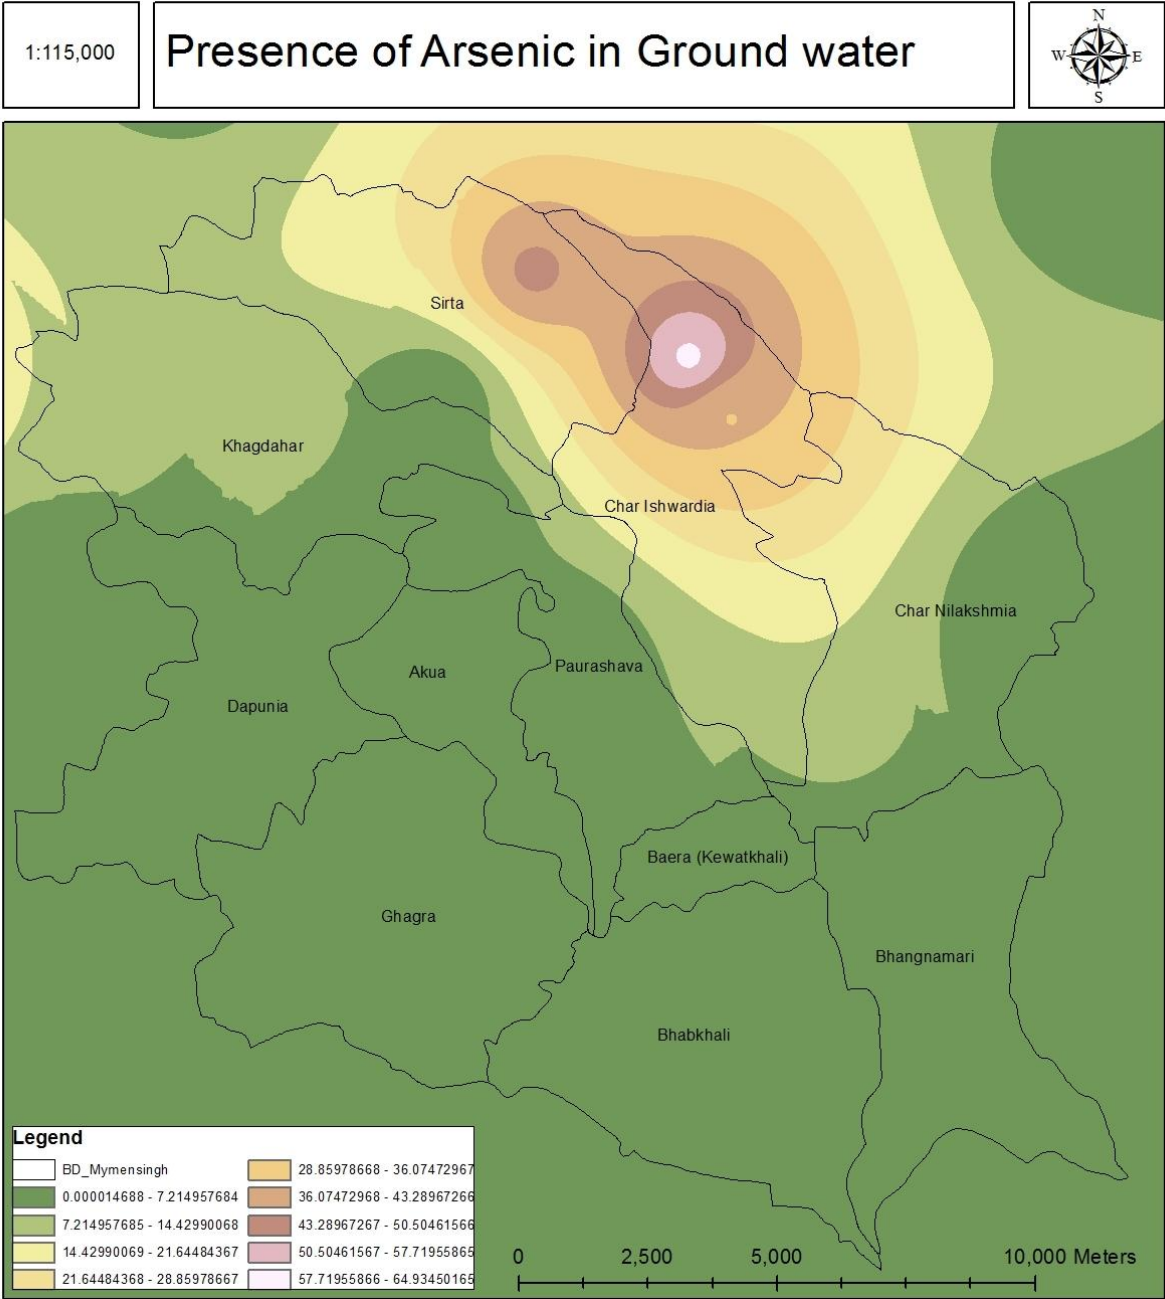 1:115,000
Presence of Arsenic in Ground water
N
W
E
S
Sirta
Khagdahar
Char Ishwardia
Char Nilakshmia
Paurashava
Akua
Dapunia
Baera (Kewatkhali)
Ghagra
Bhangnamari
Bhabkhali
Legend
BD_Mymensingh
0.000014688 - 7.214957684
7.214957685 - 14.42990068
14.42990069 - 21.64484367
21.64484368 - 28.85978667
28.85978668 - 36.07472967
36.07472968 - 43.28967266
43.28967267 - 50.50461566
50.50461567 - 57.71955865
57.71955866 - 64.93450165
0 2,500 5,000 10,000 Meters